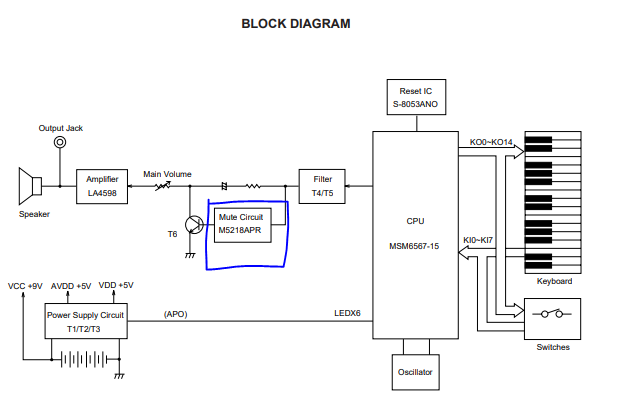 BLOCK DIAGRAM
Reset IC
S-8053ANO
Output Jack
KO0~KO14
Amplifier
LA4598
Main Volume
Filter
T4/T5
Speaker
Mute Circuit
M5218APR
T6
CPU
MSM6567-15
KI0~KI7
Keyboard
VCC +9V AVDD +5V VDD +5V
Power Supply Circuit
T1/T2/T3
(APO)
LEDX6
Switches
Oscillator